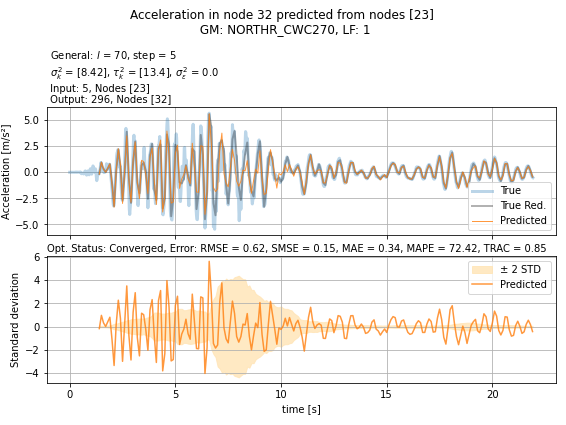 Acceleration in node 32 predicted from nodes [23]
GM: NORTHR_CWC270, LF: 1
General: l = 70, step = 5
σ²ₖ = [8.42], τ²ₖ = [13.4], σ²ᵋ = 0.0
Input: 5, Nodes [23]
Output: 296, Nodes [32]
Acceleration [m/s²]
5.0
2.5
0.0
−2.5
−5.0
True
True Red.
Predicted
Opt. Status: Converged, Error: RMSE = 0.62, SMSE = 0.15, MAE = 0.34, MAPE = 72.42, TRAC = 0.85
Standard deviation
6
4
2
0
−2
−4
± 2 STD
Predicted
0 5 10 15 20
time [s]